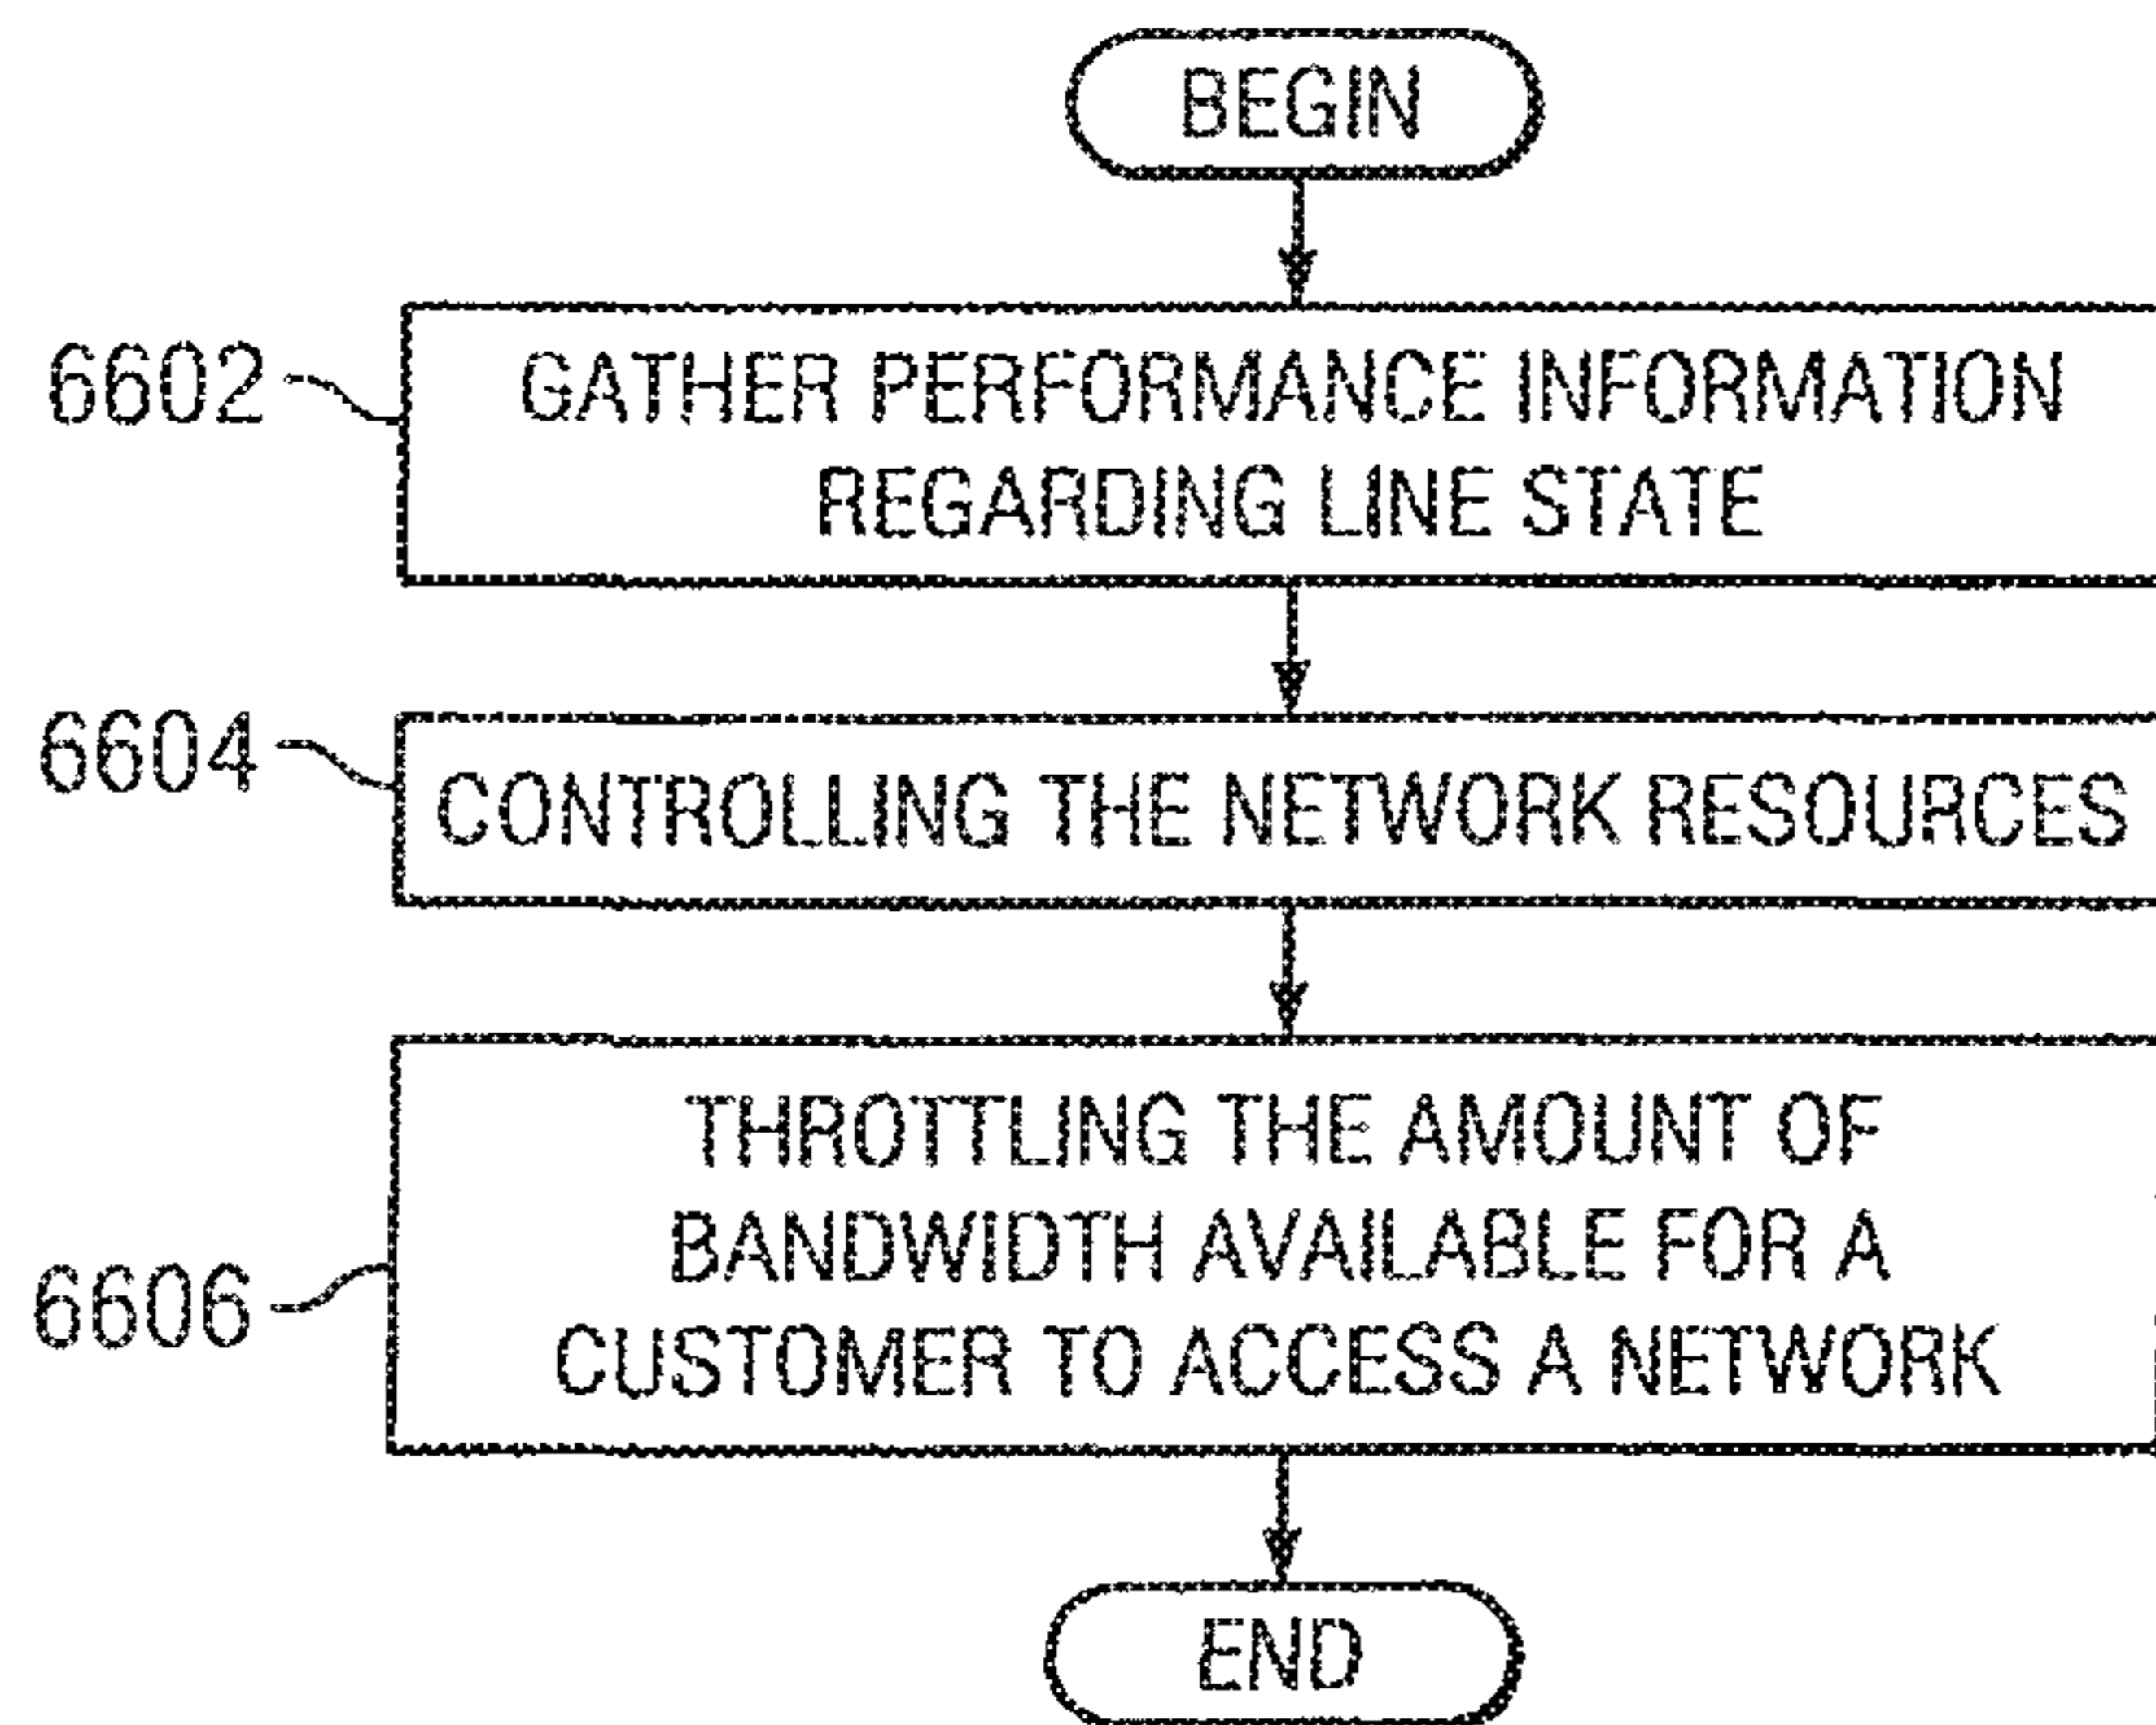 BEGIN
6602
GATHER PERFORMANCE INFORMATION
REGARDING LINE STATE
6604
CONTROLLING THE NETWORK RESOURCES
6606
THROTTLING THE AMOUNT OF
BANDWIDTH AVAILABLE FOR A
CUSTOMER TO ACCESS A NETWORK
END